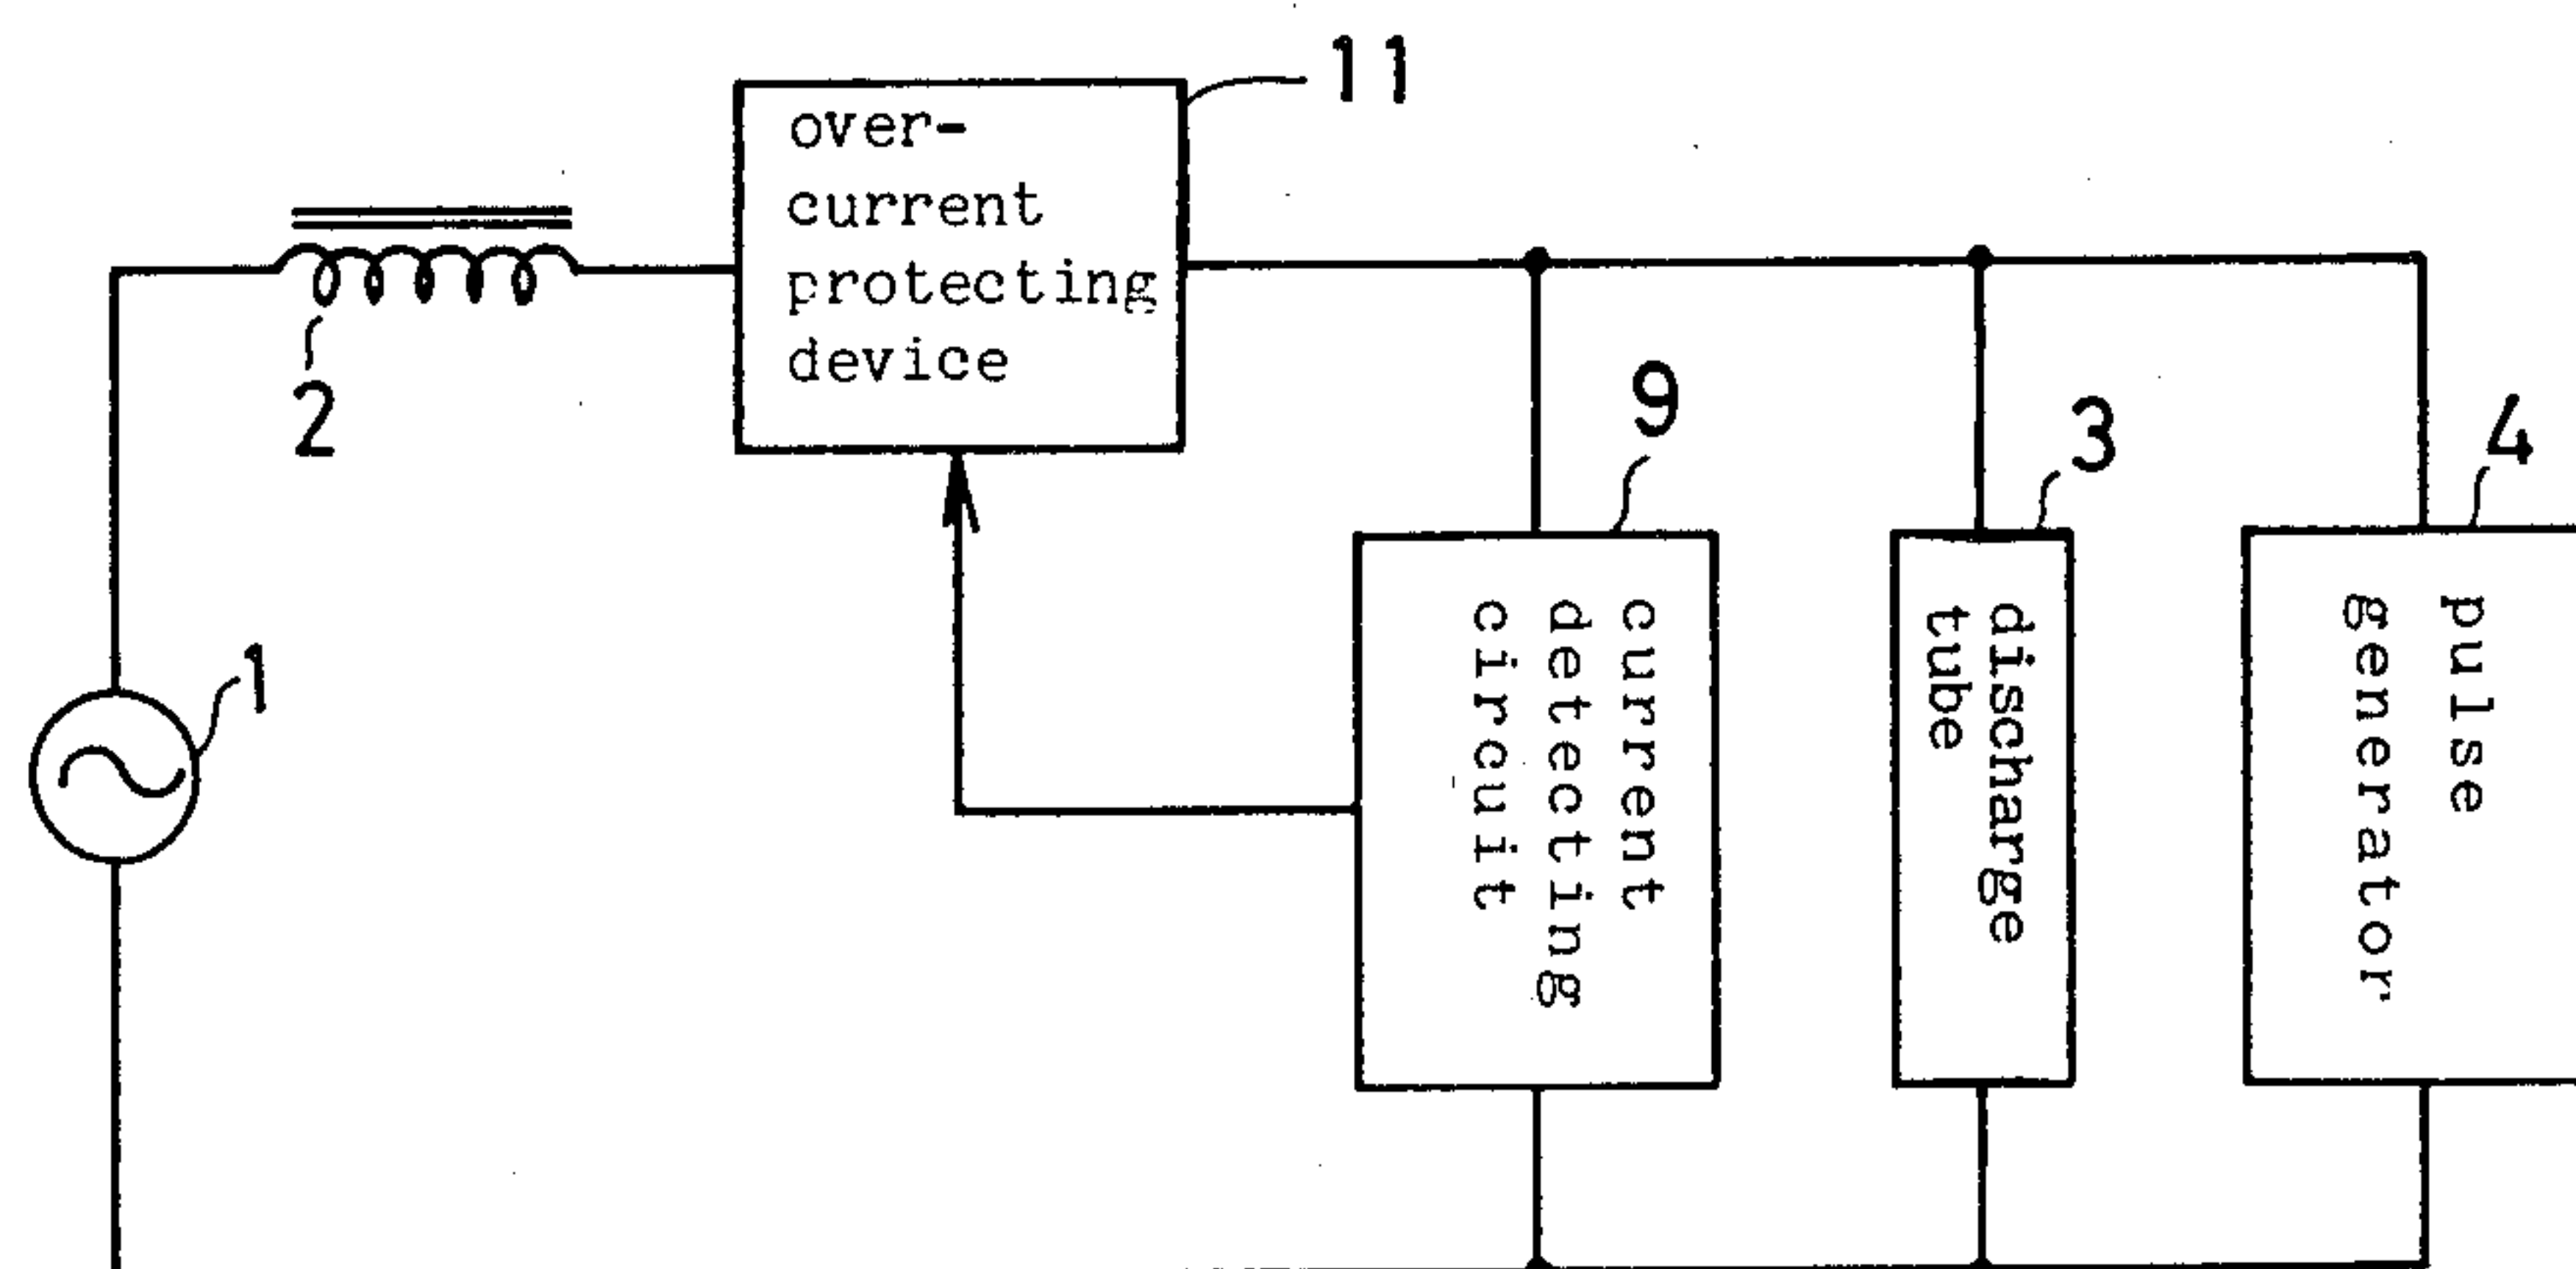 11
over-
current
protecting
device
2
9
3
4
1
current
detecting
circuit
discharge
tube
pulse
generator